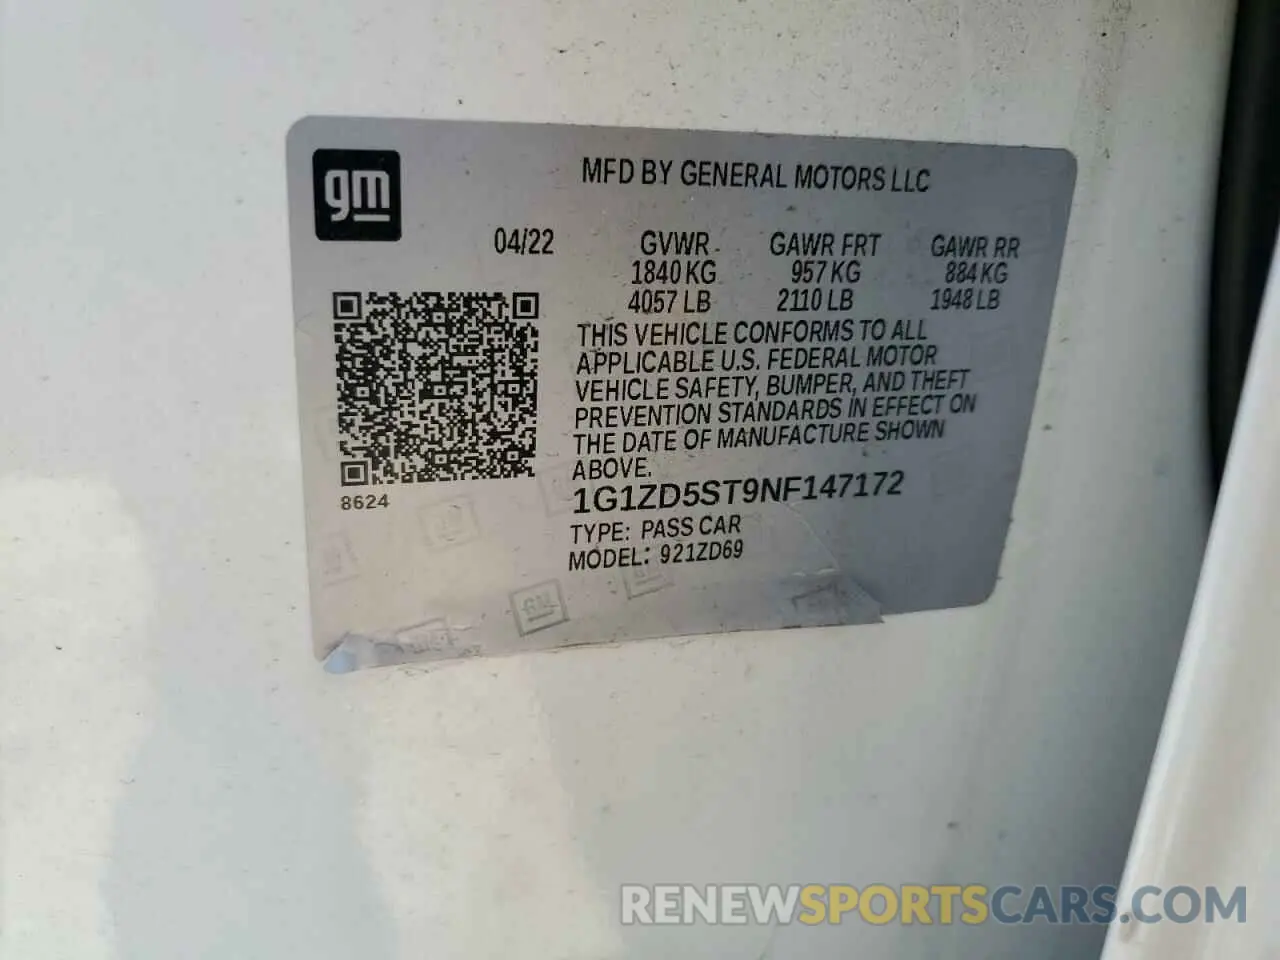 gm
MFD BY GENERAL MOTORS LLC
04/22 GVWR GAWR FRT GAWR RR
1840 KG 957 KG 884 KG
4057 LB 2110 LB 1948 LB
THIS VEHICLE CONFORMS TO ALL
APPLICABLE U.S. FEDERAL MOTOR
VEHICLE SAFETY, BUMPER, AND THEFT
PREVENTION STANDARDS IN EFFECT ON
THE DATE OF MANUFACTURE SHOWN
ABOVE.
8624
1G1ZD5ST9NF147172
TYPE: PASS CAR
MODEL: 921ZD69
GM
RENEWSPORTSCARS.COM